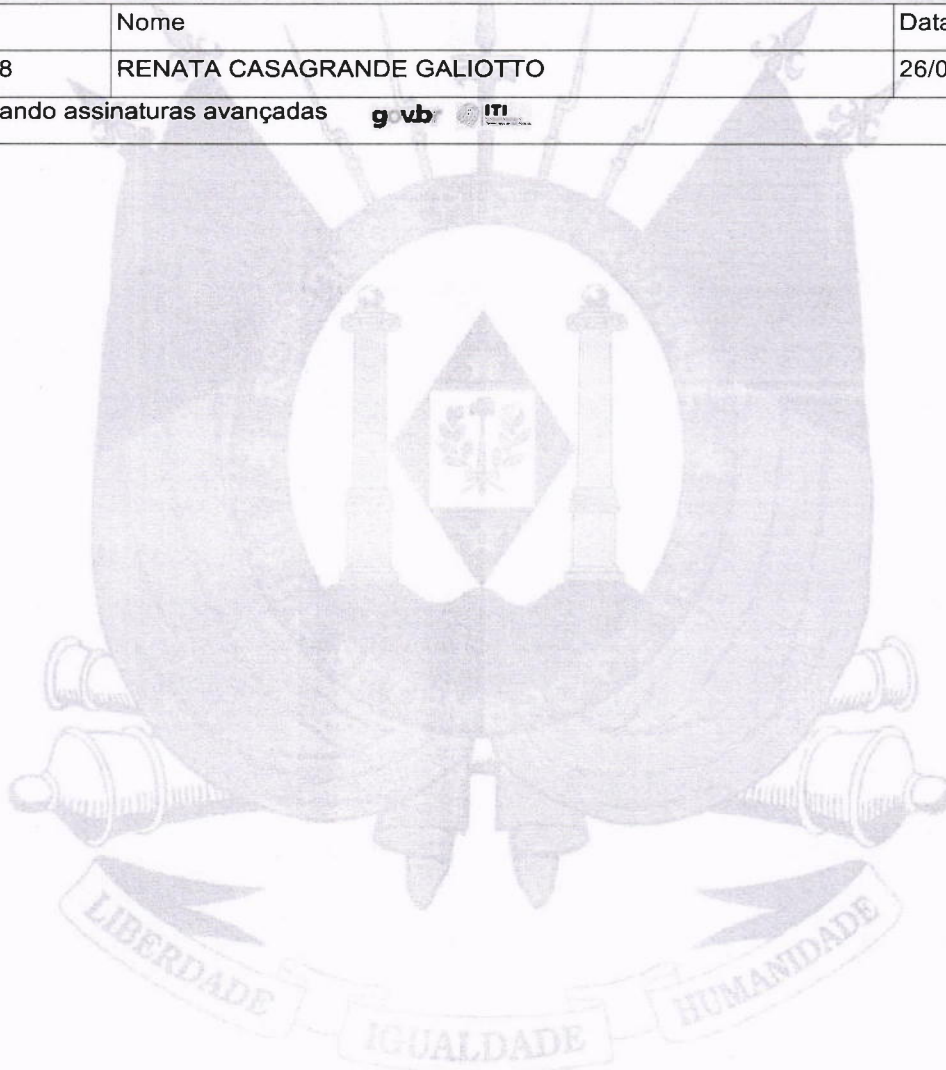 Nome Data
8 RENATA CASAGRANDE GALIOTTO 26/0
ando assinaturas avançadas gov.br ITI
LIBERDADE IGUALDADE HUMANIDADE